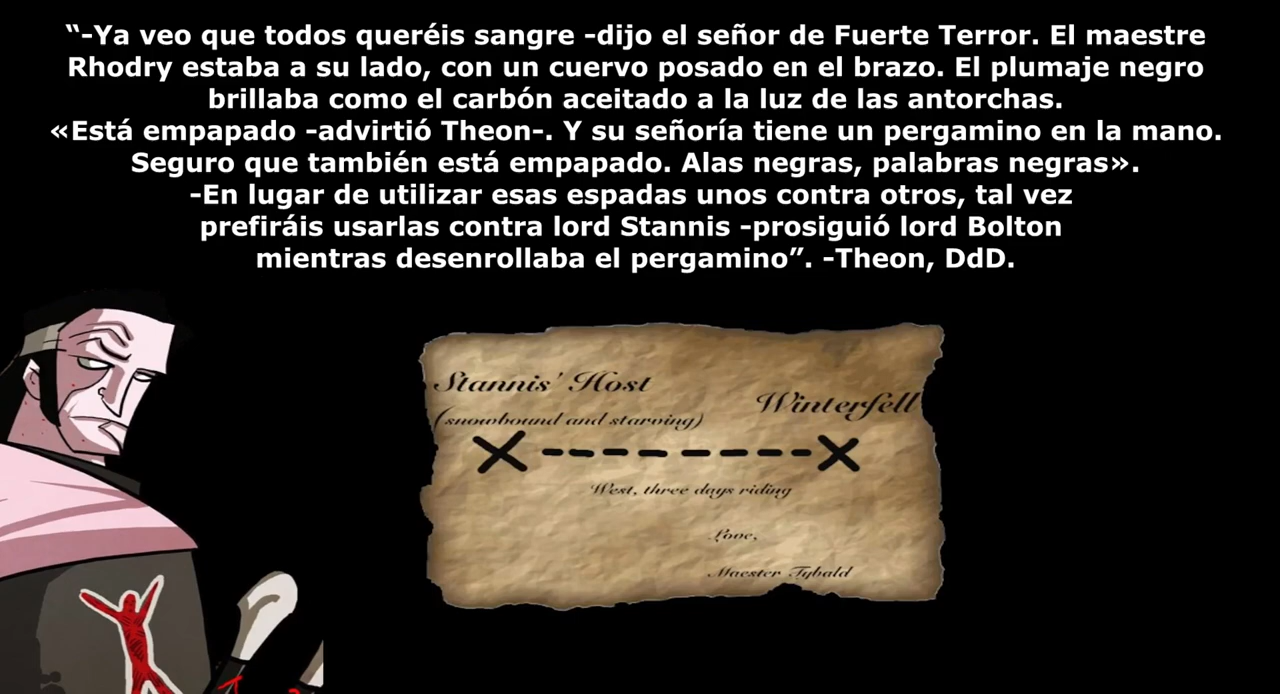 “-Ya veo que todos queréis sangre -dijo el señor de Fuerte Terror. El maestre
Rhodry estaba a su lado, con un cuervo posado en el brazo. El plumaje negro
brillaba como el carbón aceitado a la luz de las antorchas.
«Está empapado -advirtió Theon-. Y su señoría tiene un pergamino en la mano.
Seguro que también está empapado. Alas negras, palabras negras».
-En lugar de utilizar esas espadas unos contra otros, tal vez
prefiráis usarlas contra lord Stannis -prosiguió lord Bolton
mientras desenrollaba el pergamino”. -Theon, DdD.
Stannis' Host
Winterfell
(snowbound and starving)
West, three days riding
Love,
Maester Tybald